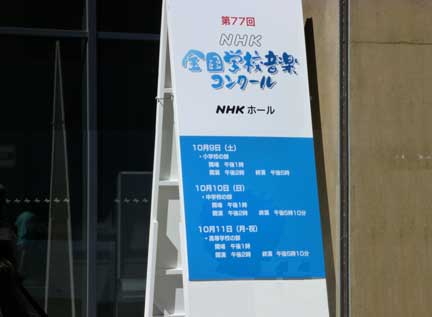 第77回
NHK
全国学校音楽
コンクール
NHK ホール
10月9日（土）
・小学校の部
開場 午後1時
開演 午後2時 終演 午後5時
10月10日（日）
・中学校の部
開場 午後1時
開演 午後2時 終演 午後5時10分
10月11日（月・祝）
・高等学校の部
開場 午後1時
開演 午後2時 終演 午後5時10分